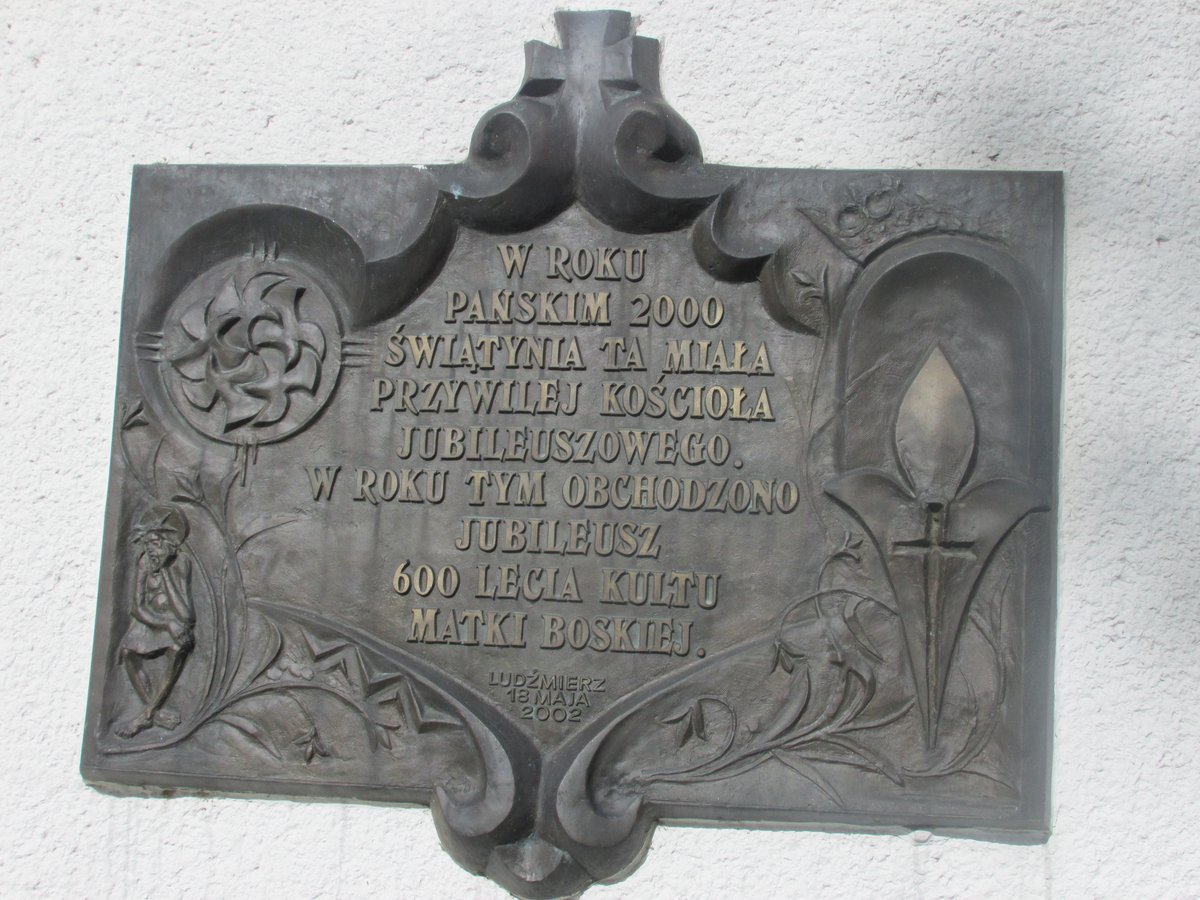 W ROKU
PAŃSKIM 2000
ŚWIĄTYNIA TA MIAŁA
PRZYWILEJ KOŚCIOŁA
JUBILEUSZOWEGO.
W ROKU TYM OBCHODZONO
JUBILEUSZ
600 LECIA KULTU
MATKI BOSKIEJ.
LUDŹMIERZ
18 MAJA
2002